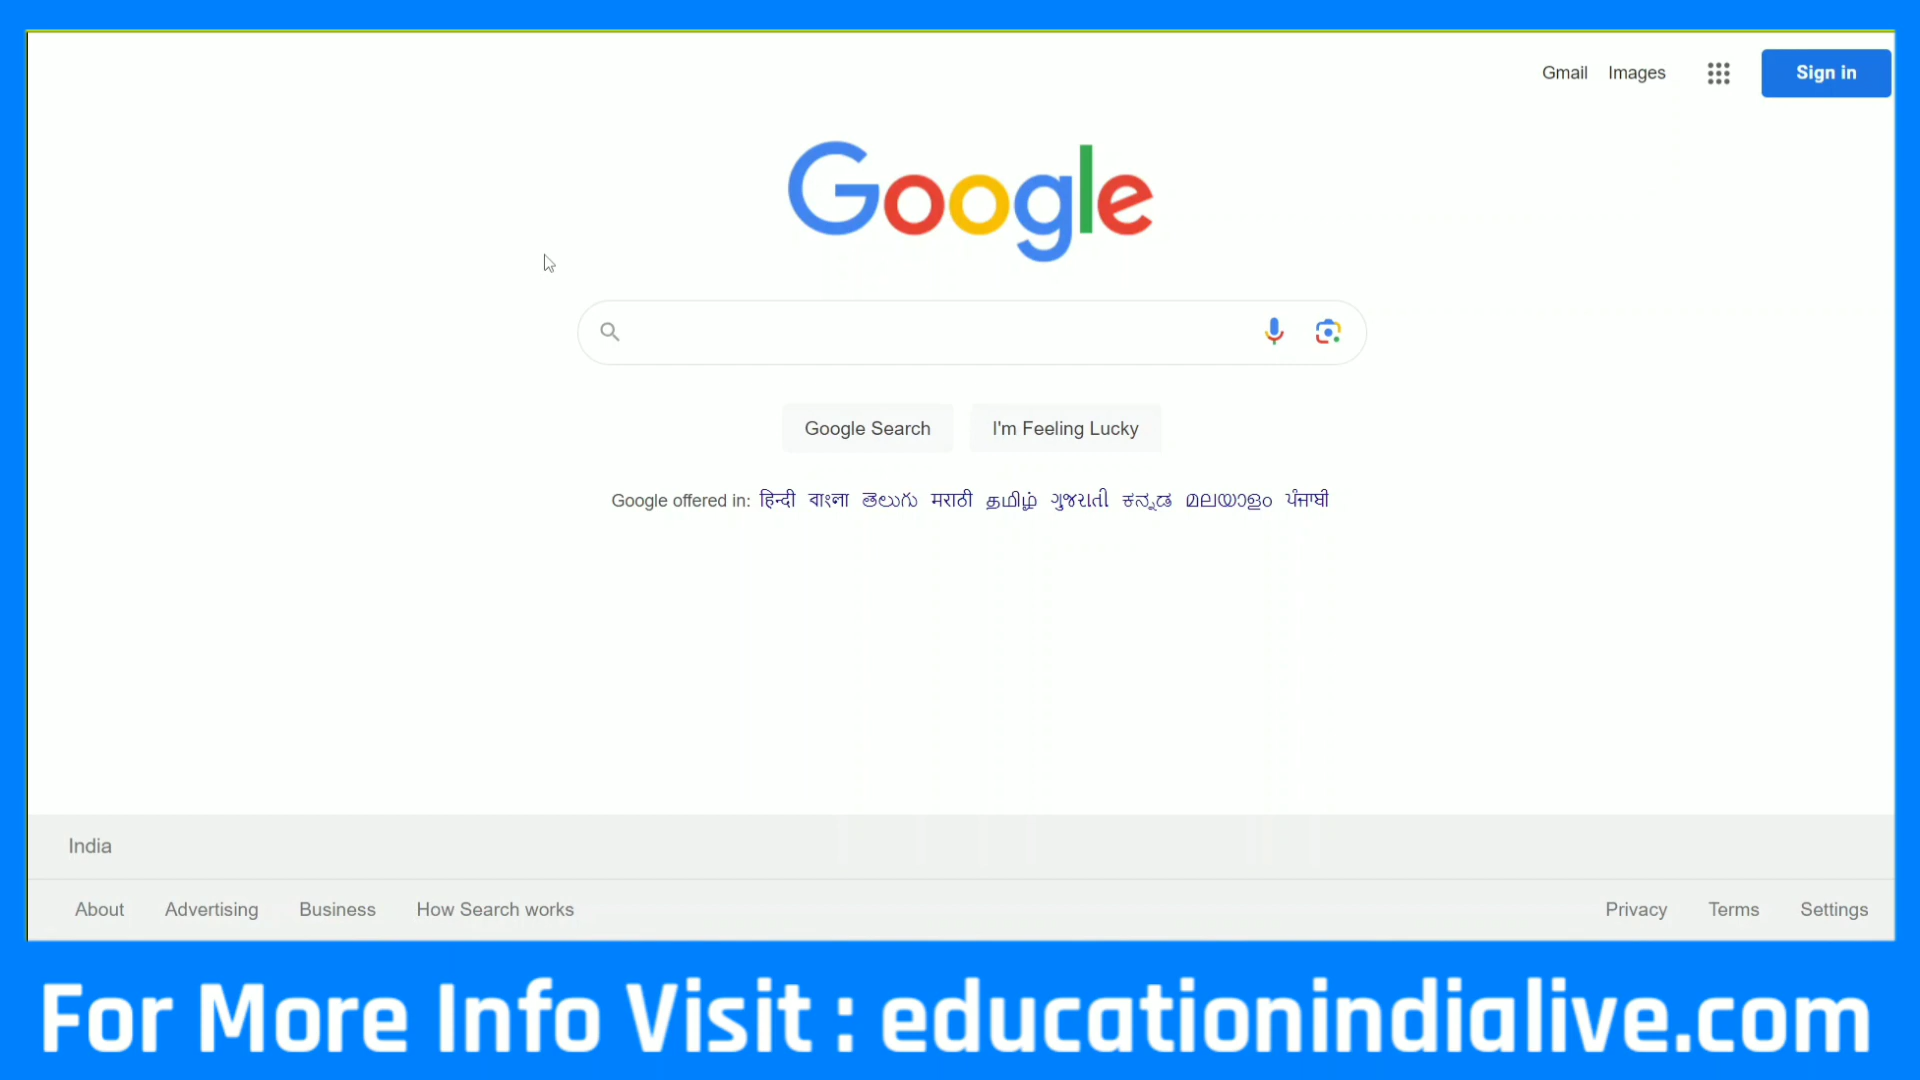 Gmail Images Sign in
Google
Google Search I'm Feeling Lucky
Google offered in: हिन्दी বাংলা తెలుగు मराठी தமிழ் ગુજરાતી ಕನ್ನಡ മലയാളം ਪੰਜਾਬੀ
India
About Advertising Business How Search works Privacy Terms Settings
For More Info Visit : educationindialive.com